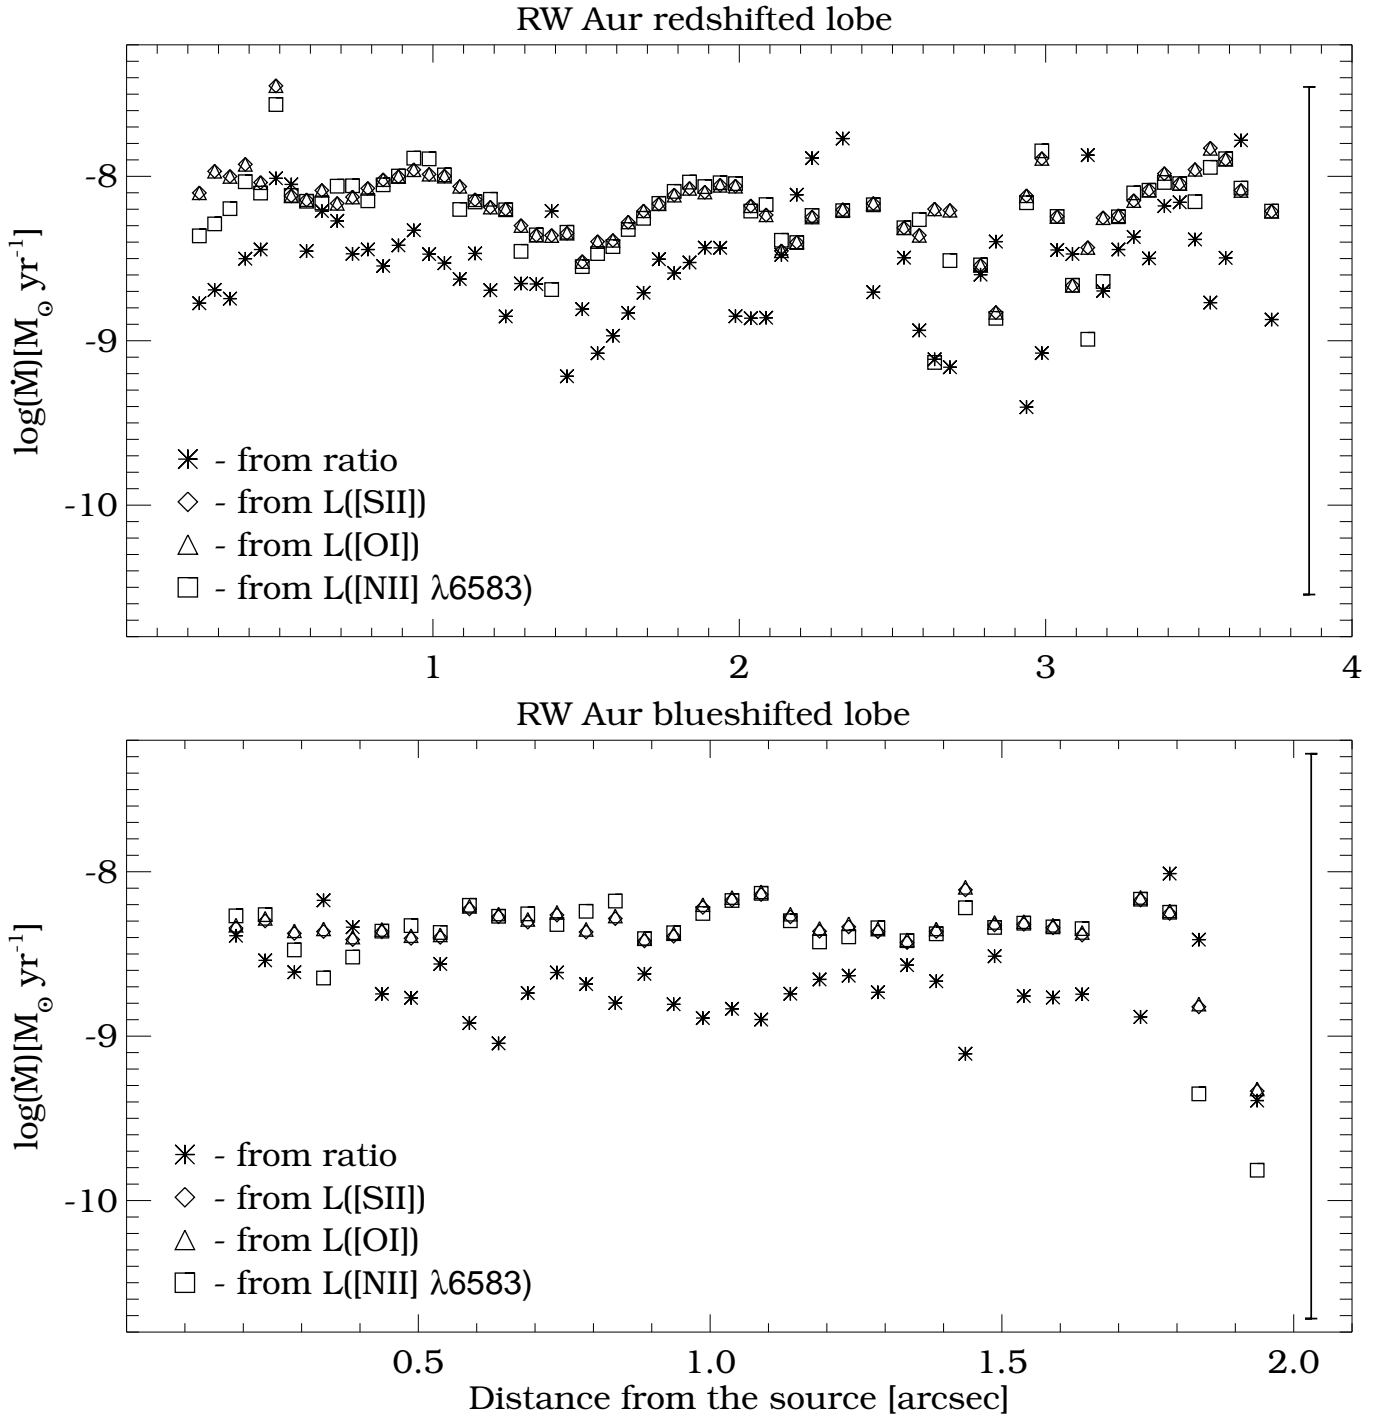 RW Aur redshifted lobe
log(Ṁ)[M⊙ yr⁻¹]
-8
-9
-10
- from ratio
- from L([SII])
- from L([OI])
- from L([NII] λ6583)
1 2 3 4
RW Aur blueshifted lobe
log(Ṁ)[M⊙ yr⁻¹]
-8
-9
-10
- from ratio
- from L([SII])
- from L([OI])
- from L([NII] λ6583)
0.5 1.0 1.5 2.0
Distance from the source [arcsec]